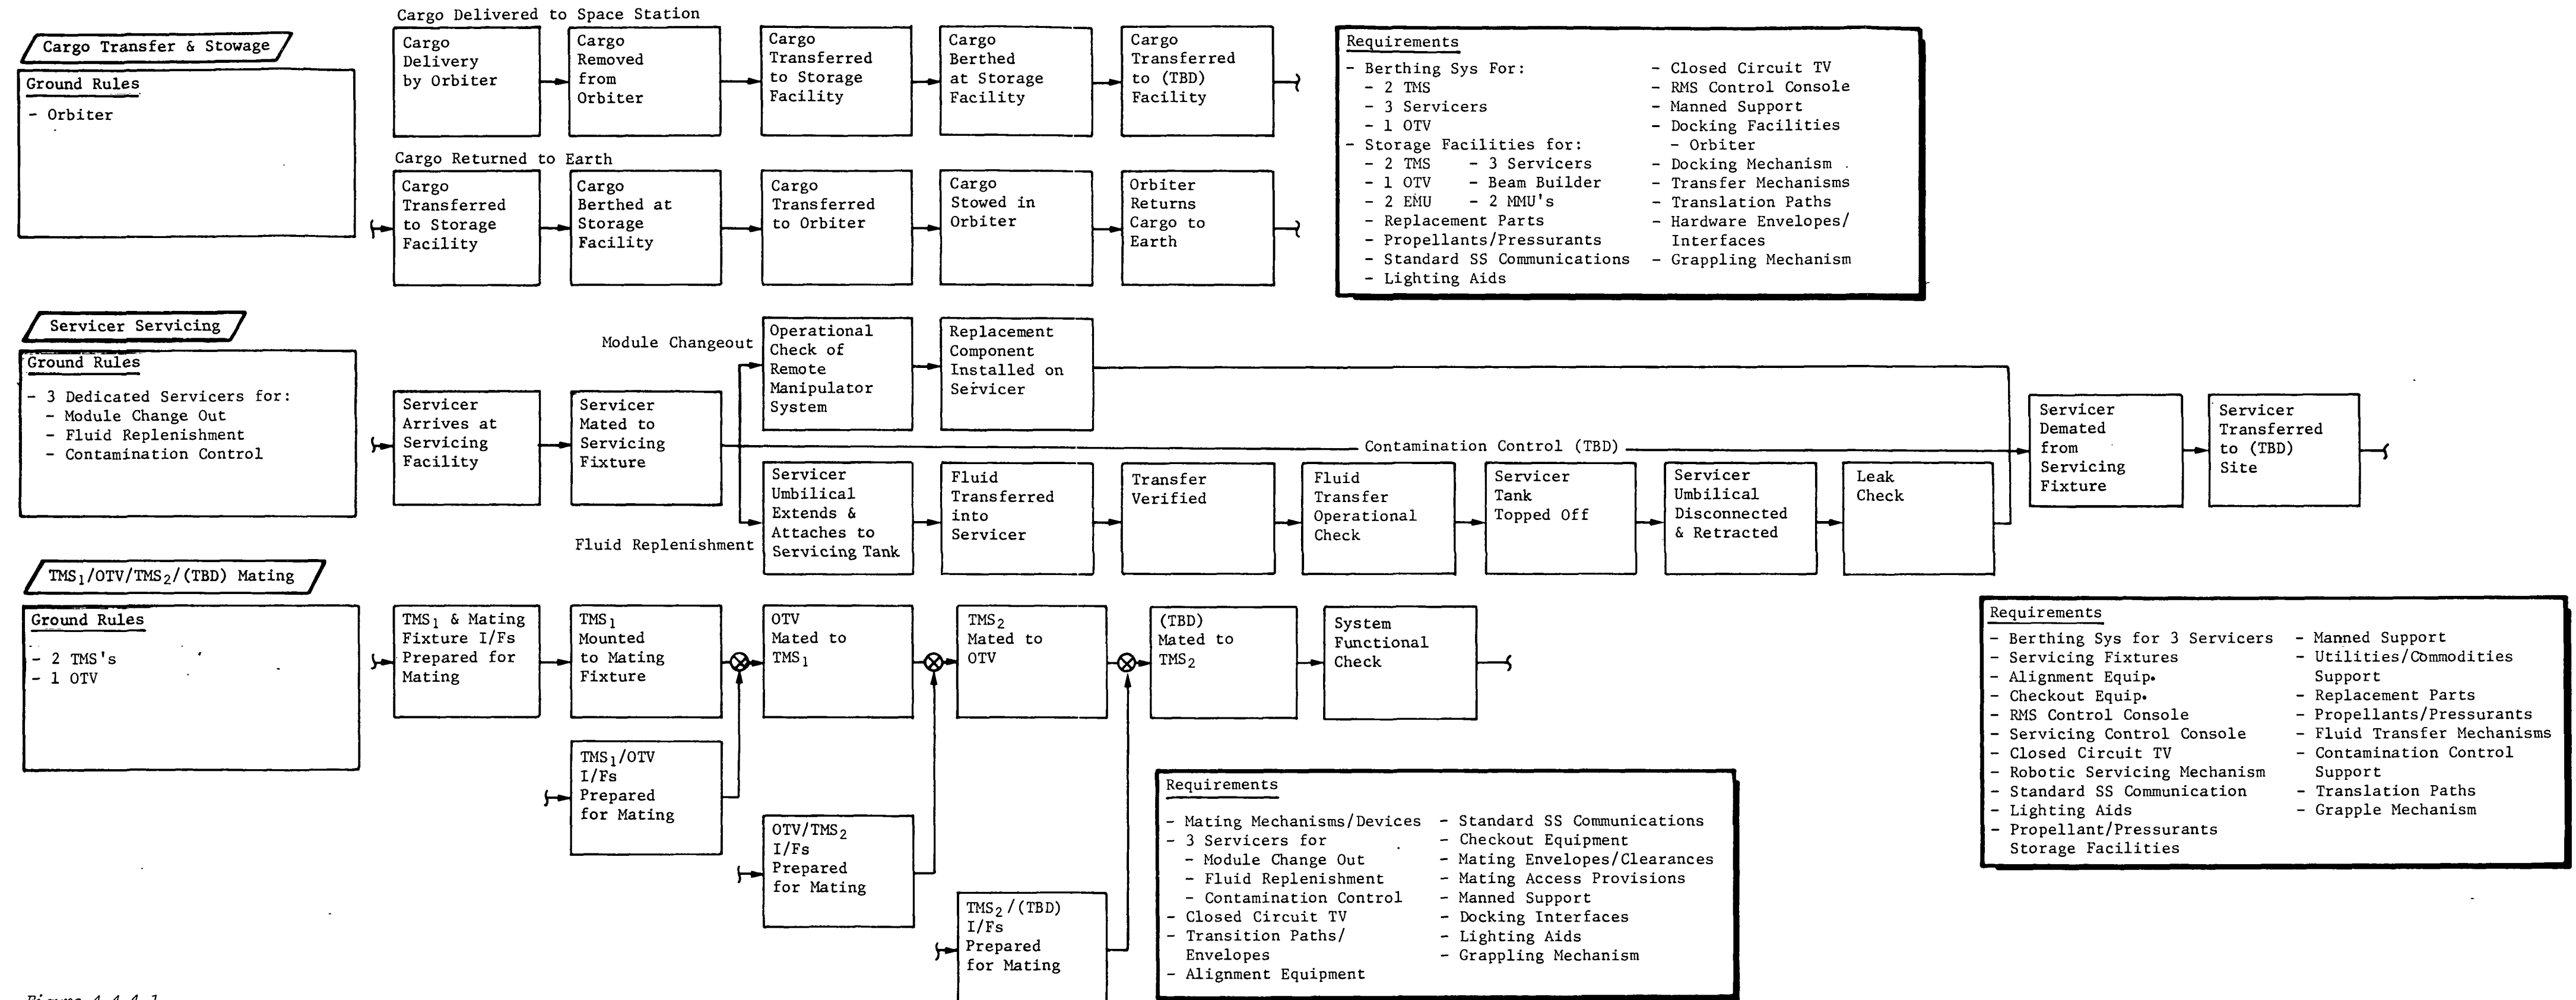 Cargo Transfer & Stowage
Ground Rules
- Orbiter
Cargo Delivered to Space Station
Cargo
Delivery
by Orbiter
Cargo
Removed
from
Orbiter
Cargo
Transferred
to Storage
Facility
Cargo
Berthed
at Storage
Facility
Cargo
Transferred
to (TBD)
Facility
Cargo Returned to Earth
Cargo
Transferred
to Storage
Facility
Cargo
Berthed at
Storage
Facility
Cargo
Transferred
to Orbiter
Cargo
Stowed in
Orbiter
Orbiter
Returns
Cargo to
Earth
Requirements
- Berthing Sys For:
- 2 TMS
- 3 Servicers
- 1 OTV
- Storage Facilities for:
- 2 TMS - 3 Servicers
- 1 OTV - Beam Builder
- 2 EMU - 2 MMU's
- Replacement Parts
- Propellants/Pressurants
- Standard SS Communications
- Lighting Aids
- Closed Circuit TV
- RMS Control Console
- Manned Support
- Docking Facilities
- Orbiter
- Docking Mechanism
- Transfer Mechanisms
- Translation Paths
- Hardware Envelopes/
Interfaces
- Grappling Mechanism
Servicer Servicing
Ground Rules
- 3 Dedicated Servicers for:
- Module Change Out
- Fluid Replenishment
- Contamination Control
Servicer
Arrives at
Servicing
Facility
Servicer
Mated to
Servicing
Fixture
Module Changeout
Operational
Check of
Remote
Manipulator
System
Replacement
Component
Installed on
Servicer
Contamination Control (TBD)
Fluid Replenishment
Servicer
Umbilical
Extends &
Attaches to
Servicing Tank
Fluid
Transferred
into
Servicer
Transfer
Verified
Fluid
Transfer
Operational
Check
Servicer
Tank
Topped Off
Servicer
Umbilical
Disconnected
& Retracted
Leak
Check
Servicer
Demated
from
Servicing
Fixture
Servicer
Transferred
to (TBD)
Site
TMS1/OTV/TMS2/(TBD) Mating
Ground Rules
- 2 TMS's
- 1 OTV
TMS1 & Mating
Fixture I/Fs
Prepared for
Mating
TMS1
Mounted
to Mating
Fixture
OTV
Mated to
TMS1
TMS2
Mated to
OTV
(TBD)
Mated to
TMS2
System
Functional
Check
TMS1/OTV
I/Fs
Prepared
for Mating
OTV/TMS2
I/Fs
Prepared
for Mating
TMS2/(TBD)
I/Fs
Prepared
for Mating
Requirements
- Mating Mechanisms/Devices
- 3 Servicers for
- Module Change Out
- Fluid Replenishment
- Contamination Control
- Closed Circuit TV
- Transition Paths/
Envelopes
- Alignment Equipment
- Standard SS Communications
- Checkout Equipment
- Mating Envelopes/Clearances
- Mating Access Provisions
- Manned Support
- Docking Interfaces
- Lighting Aids
- Grappling Mechanism
Requirements
- Berthing Sys for 3 Servicers
- Servicing Fixtures
- Alignment Equip.
- Checkout Equip.
- RMS Control Console
- Servicing Control Console
- Closed Circuit TV
- Robotic Servicing Mechanism
- Standard SS Communication
- Lighting Aids
- Propellant/Pressurants
Storage Facilities
- Manned Support
- Utilities/Commodities
Support
- Replacement Parts
- Propellants/Pressurants
- Fluid Transfer Mechanisms
- Contamination Control
Support
- Translation Paths
- Grapple Mechanism